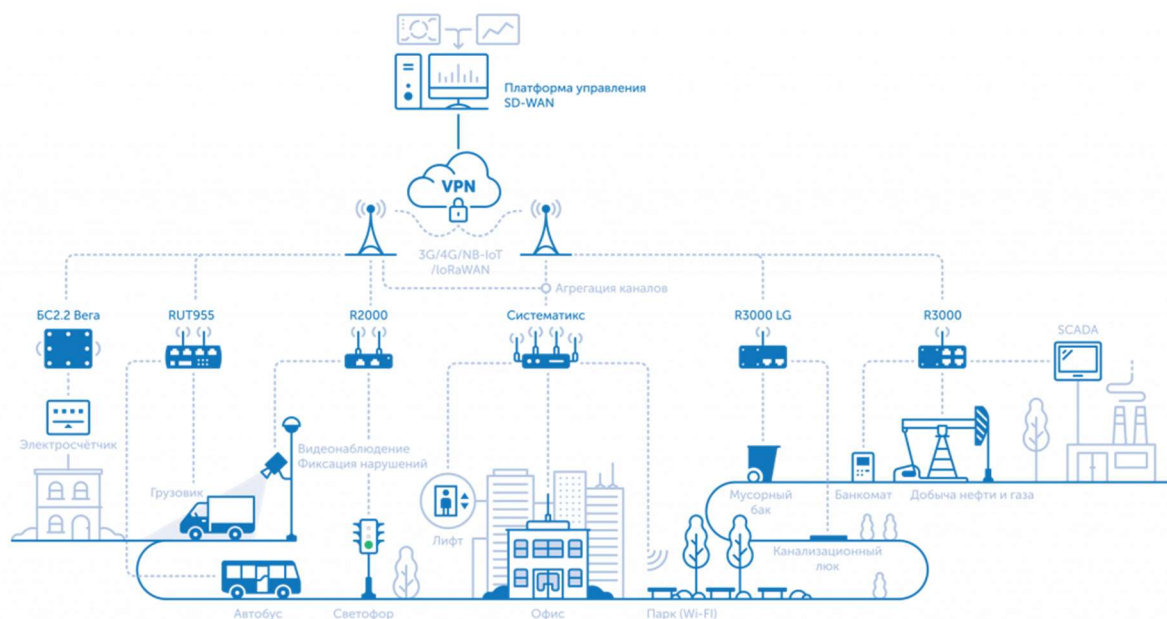 Платформа управления
SD-WAN
VPN
3G/4G/NB-IoT
/IoRaWAN
Агрегация каналов
БС2.2 Вега
RUT955
R2000
Систематикс
R3000 LG
R3000
SCADA
Электросчётчик
Видеонаблюдение
Фиксация нарушений
Грузовик
Лифт
Мусорный
бак
Банкомат
Добыча нефти и газа
Канализационный
люк
Автобус
Светофор
Офис
Парк (Wi-FI)